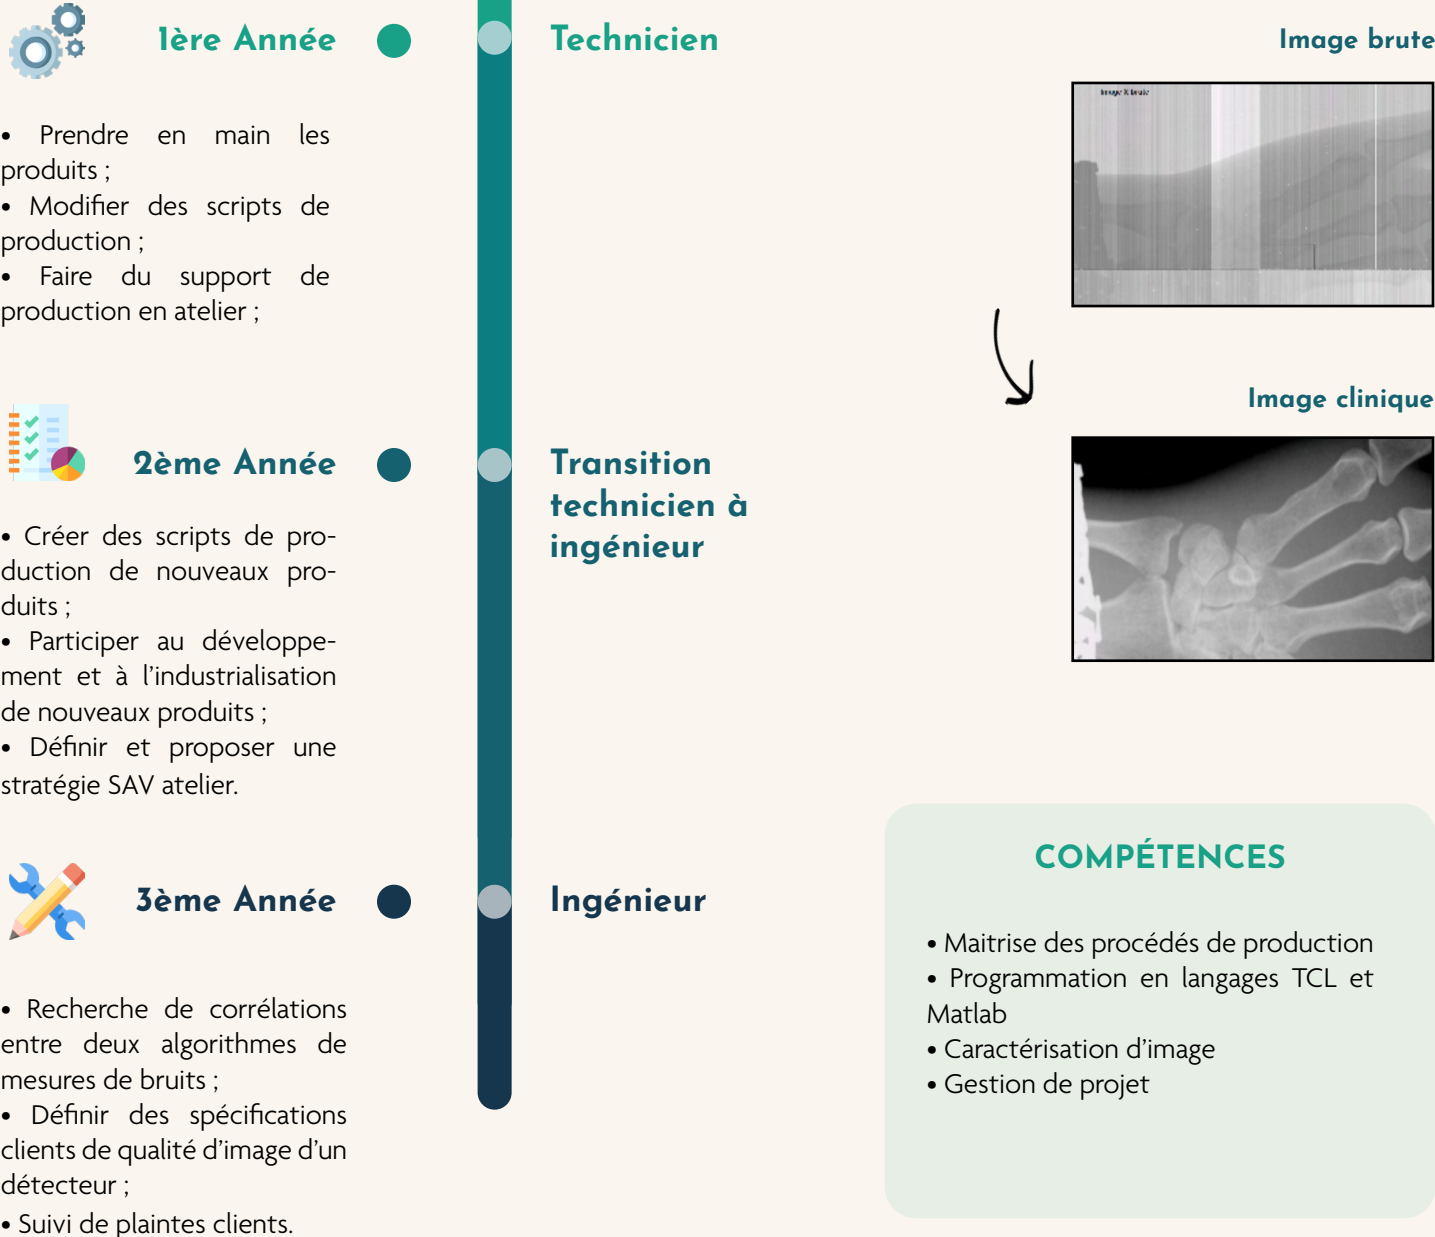 1ère Année
Technicien
• Prendre en main les
produits ;
• Modifier des scripts de
production ;
• Faire du support de
production en atelier ;
2ème Année
Transition
technicien à
ingénieur
• Créer des scripts de pro-
duction de nouveaux pro-
duits ;
• Participer au développe-
ment et à l’industrialisation
de nouveaux produits ;
• Définir et proposer une
stratégie SAV atelier.
3ème Année
Ingénieur
• Recherche de corrélations
entre deux algorithmes de
mesures de bruits ;
• Définir des spécifications
clients de qualité d’image d’un
détecteur ;
• Suivi de plaintes clients.
Image brute
Image X brute
Image clinique
COMPÉTENCES
• Maitrise des procédés de production
• Programmation en langages TCL et
Matlab
• Caractérisation d’image
• Gestion de projet